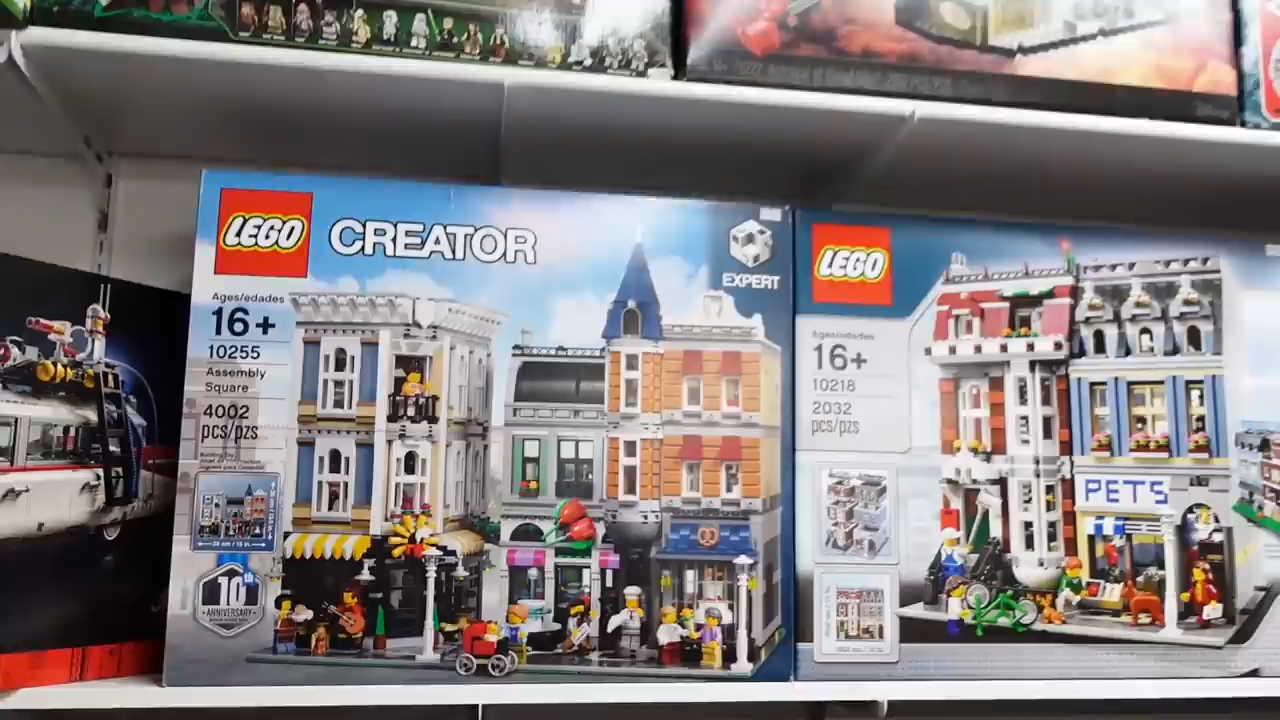 LEGO
CREATOR
EXPERT
Ages/edades
16+
10255
Assembly
Square
4002
pcs/pzs
10th
ANNIVERSARY
LEGO
Ages/edades
16+
10218
2032
pcs/pzs
PETS